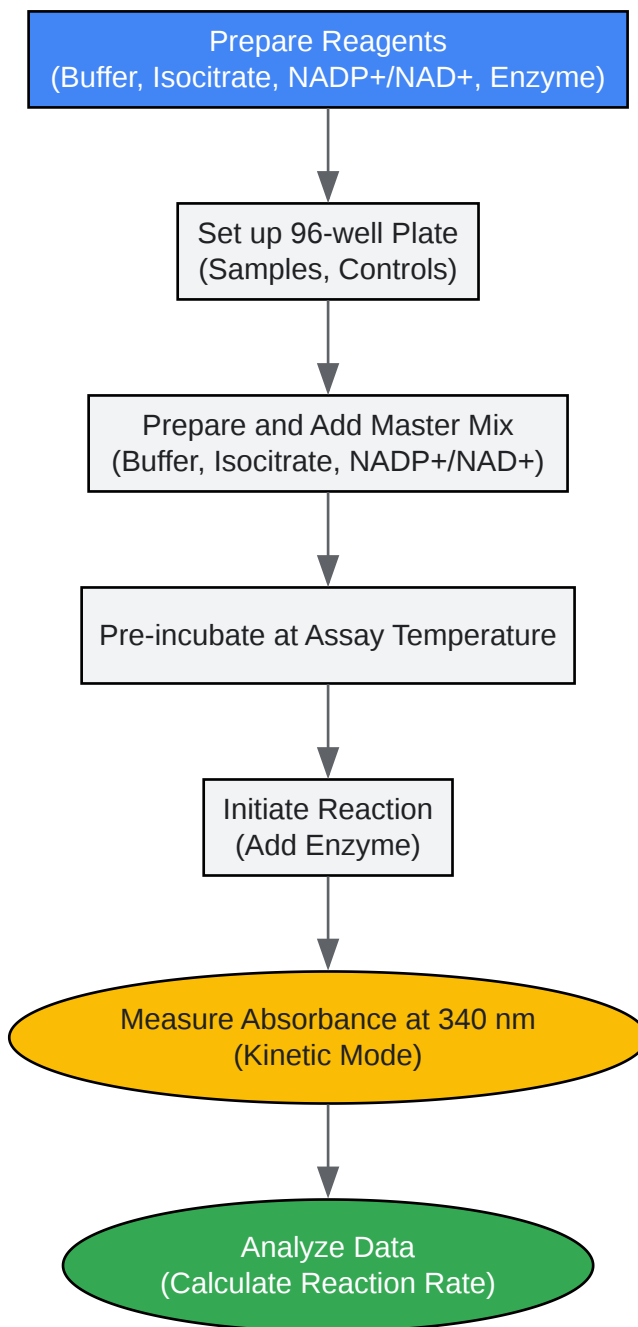 Prepare Reagents
(Buffer, Isocitrate, NADP+/NAD+, Enzyme)
Set up 96-well Plate
(Samples, Controls)
Prepare and Add Master Mix
(Buffer, Isocitrate, NADP+/NAD+)
Pre-incubate at Assay Temperature
Initiate Reaction
(Add Enzyme)
Measure Absorbance at 340 nm
(Kinetic Mode)
Analyze Data
(Calculate Reaction Rate)